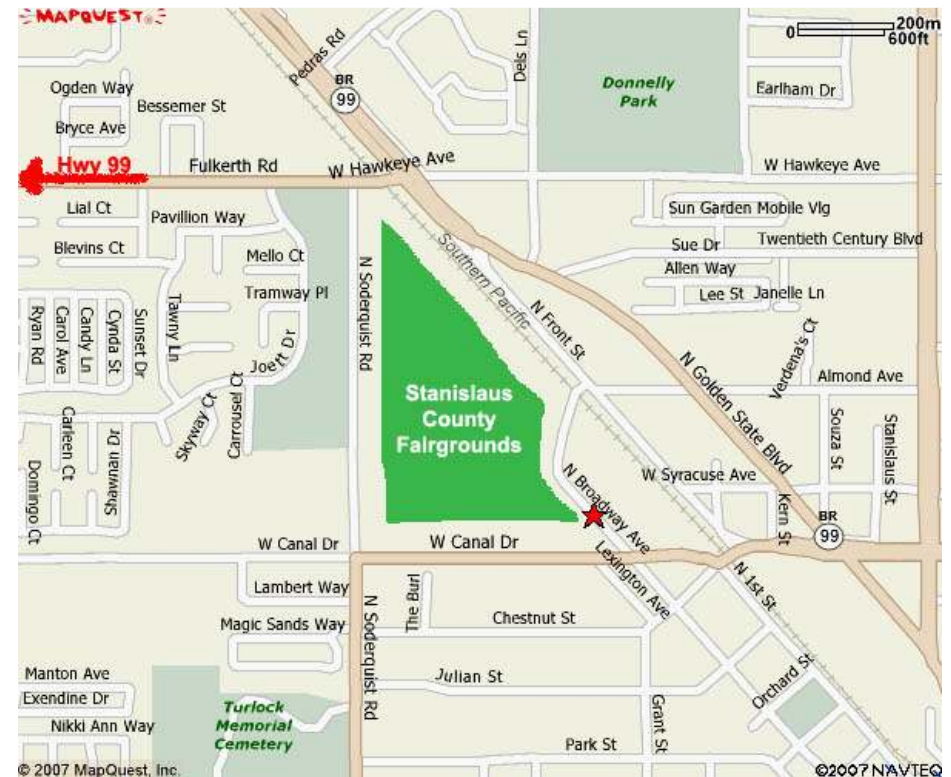 MAPQUEST
200m
0
600ft
Pedras Rd
Dels Ln
BR
99
Donnelly
Park
Ogden Way
Bessemer St
Bryce Ave
Earlham Dr
Hwy 99
Fulkerth Rd
W Hawkeye Ave
W Hawkeye Ave
Lial Ct
Pavillion Way
Sun Garden Mobile Vlg
Blevins Ct
Mello Ct
Southern Pacific
Sue Dr
Twentieth Century Blvd
Allen Way
Tramway Pl
N Soderquist Rd
Lee St
Janelle Ln
Ryan Rd
Carol Ave
Candy Ln
Cynda St
Sunset Dr
Tawny Ln
N Front St
Joett Dr
Verdena's Ct
N Golden State Blvd
Almond Ave
Stanislaus
County
Fairgrounds
Skyway Ct
Carrousel Ct
Carleen Ct
Shawnen Dr
Domingo Ct
Souza St
Stanislaus St
W Syracuse Ave
N Broadway Ave
Kern St
BR
99
W Canal Dr
W Canal Dr
Lexington Ave
Lambert Way
The Burl
N 1st St
Magic Sands Way
N Soderquist Rd
Chestnut St
Manton Ave
Julian St
Orchard St
Exendine Dr
Turlock
Memorial
Cemetery
Grant St
Nikki Ann Way
Park St
© 2007 MapQuest, Inc.
©2007 NAVTEQ